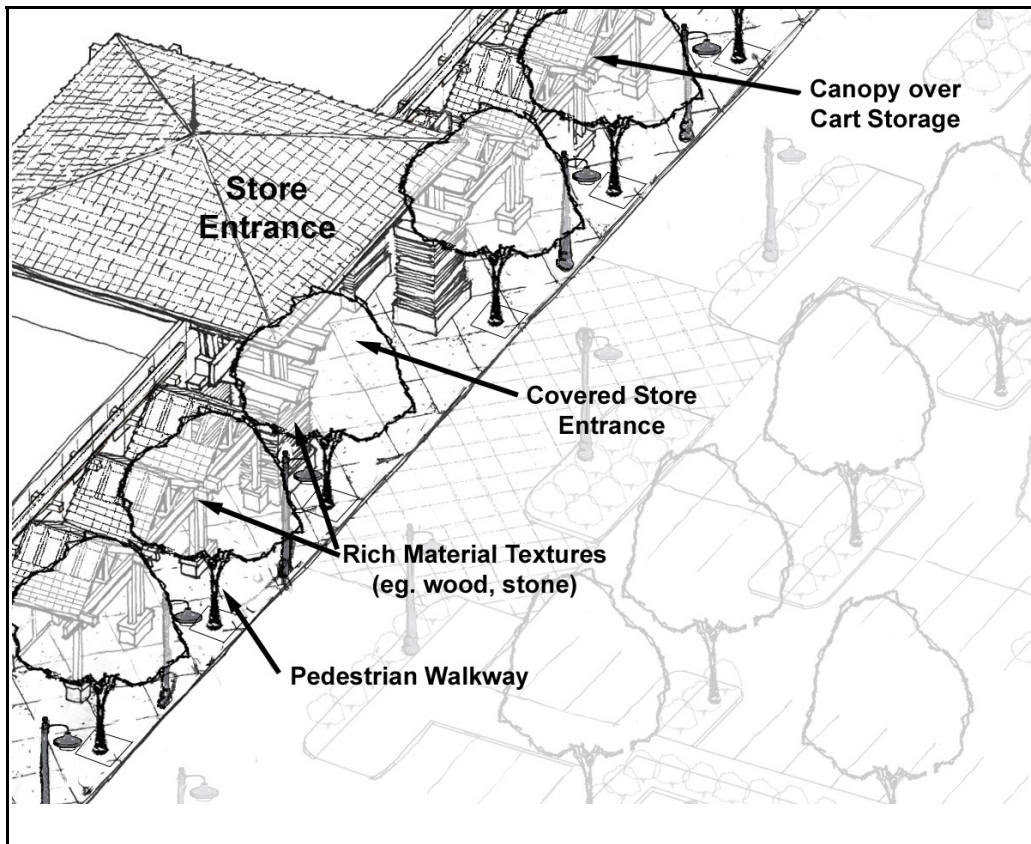 Canopy over
Cart Storage
Store
Entrance
Covered Store
Entrance
Rich Material Textures
(eg. wood, stone)
Pedestrian Walkway